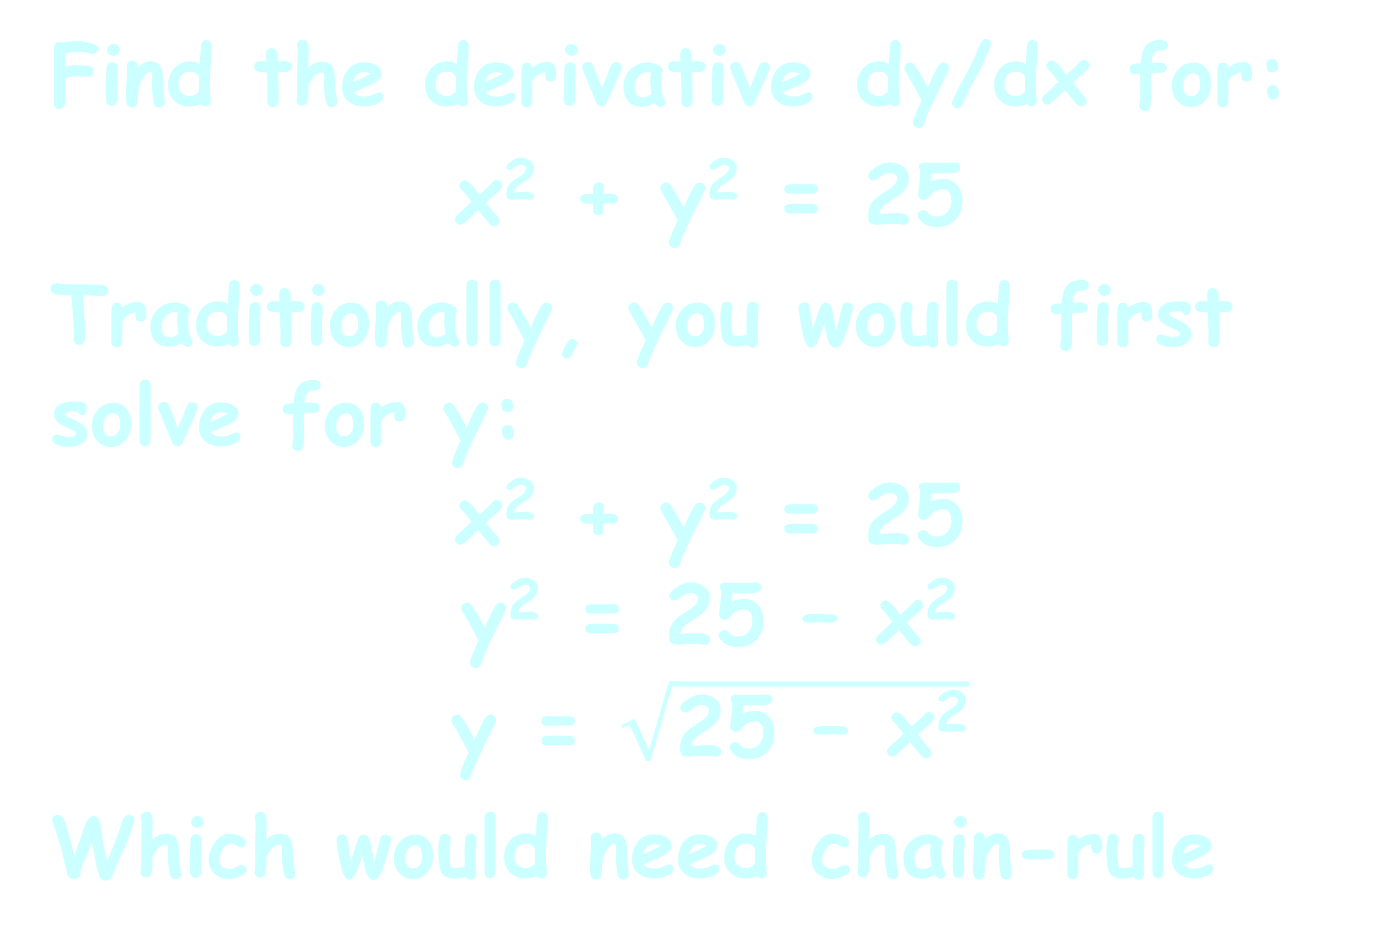 Find the derivative dy/dx for:
x² + y² = 25
Traditionally, you would first
solve for y:
x² + y² = 25
y² = 25 – x²
y = √25 – x²
Which would need chain-rule